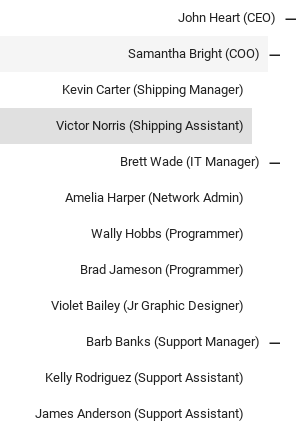 John Heart (CEO)
Samantha Bright (COO)
Kevin Carter (Shipping Manager)
Victor Norris (Shipping Assistant)
Brett Wade (IT Manager)
Amelia Harper (Network Admin)
Wally Hobbs (Programmer)
Brad Jameson (Programmer)
Violet Bailey (Jr Graphic Designer)
Barb Banks (Support Manager)
Kelly Rodriguez (Support Assistant)
James Anderson (Support Assistant)